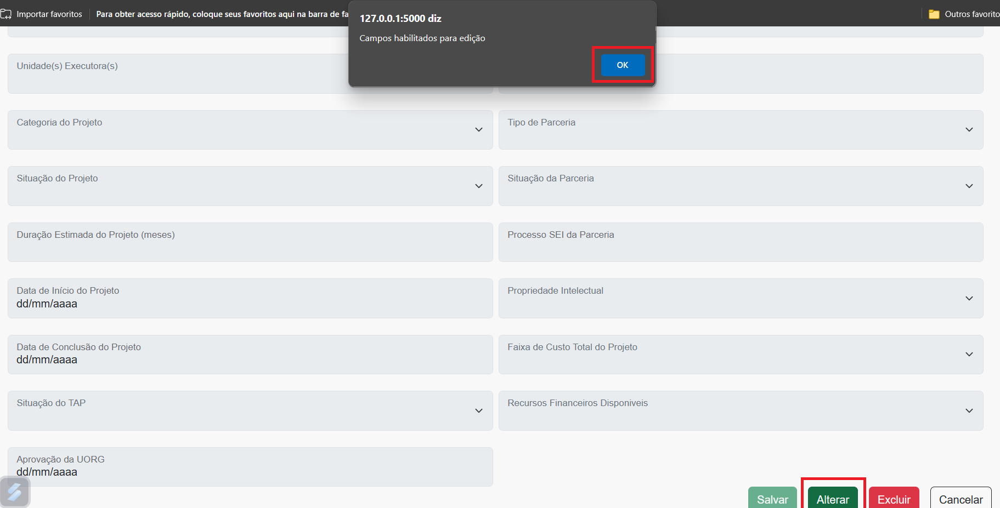 Importar favoritos
Para obter acesso rápido, coloque seus favoritos aqui na barra de fa
Outros favorito
127.0.0.1:5000 diz
Campos habilitados para edição
OK
Unidade(s) Executora(s)
Categoria do Projeto
Tipo de Parceria
Situação do Projeto
Situação da Parceria
Duração Estimada do Projeto (meses)
Processo SEI da Parceria
Data de Início do Projeto
dd/mm/aaaa
Propriedade Intelectual
Data de Conclusão do Projeto
dd/mm/aaaa
Faixa de Custo Total do Projeto
Situação do TAP
Recursos Financeiros Disponiveis
Aprovação da UORG
dd/mm/aaaa
Salvar
Alterar
Excluir
Cancelar